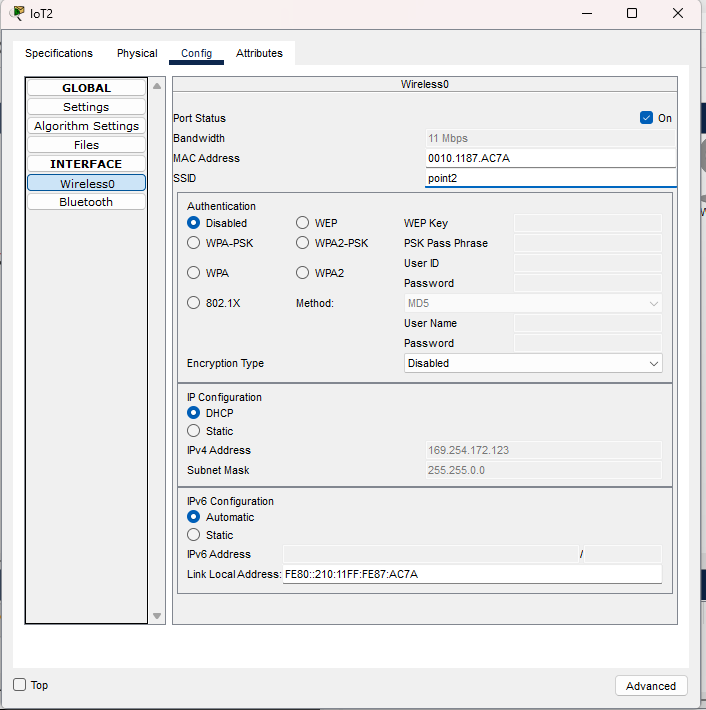 IoT2
Specifications Physical Config Attributes
GLOBAL
Settings
Algorithm Settings
Files
INTERFACE
Wireless0
Bluetooth
Wireless0
Port Status On
Bandwidth 11 Mbps
MAC Address 0010.1187.AC7A
SSID point2
Authentication
Disabled WEP WEP Key
WPA-PSK WPA2-PSK PSK Pass Phrase
User ID
WPA WPA2
Password
802.1X Method: MD5
User Name
Password
Encryption Type Disabled
IP Configuration
DHCP
Static
IPv4 Address 169.254.172.123
Subnet Mask 255.255.0.0
IPv6 Configuration
Automatic
Static
IPv6 Address /
Link Local Address: FE80::210:11FF:FE87:AC7A
Top Advanced